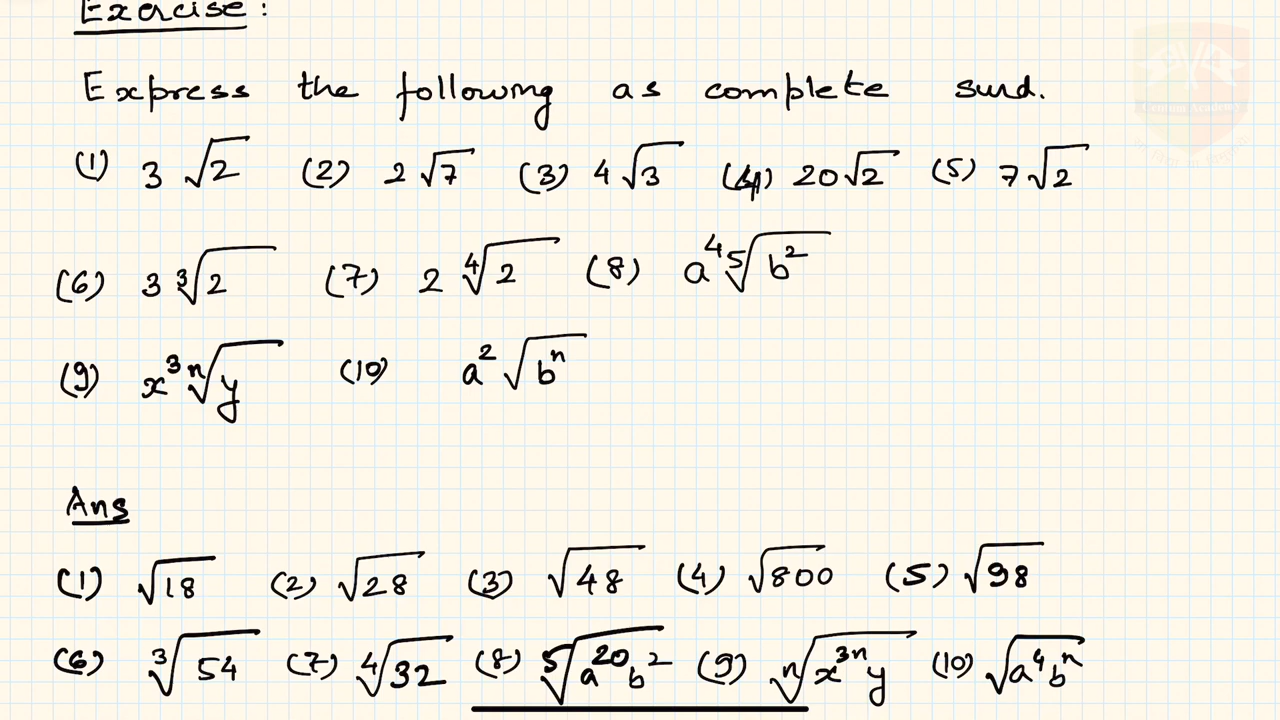 Exercise:
Express the following as complete surd.
(1) 3√2 (2) 2√7 (3) 4√3 (4) 20√2 (5) 7√2
(6) 3∛2 (7) 2∜2 (8) a⁴ ⁵√b²
(9) x³ ⁿ√y (10) a²√bⁿ
Ans
(1) √18 (2) √28 (3) √48 (4) √800 (5) √98
(6) ∛54 (7) ∜32 (8) ⁵√a²⁰b² (9) ⁿ√x³ⁿy (10) √a⁴bⁿ